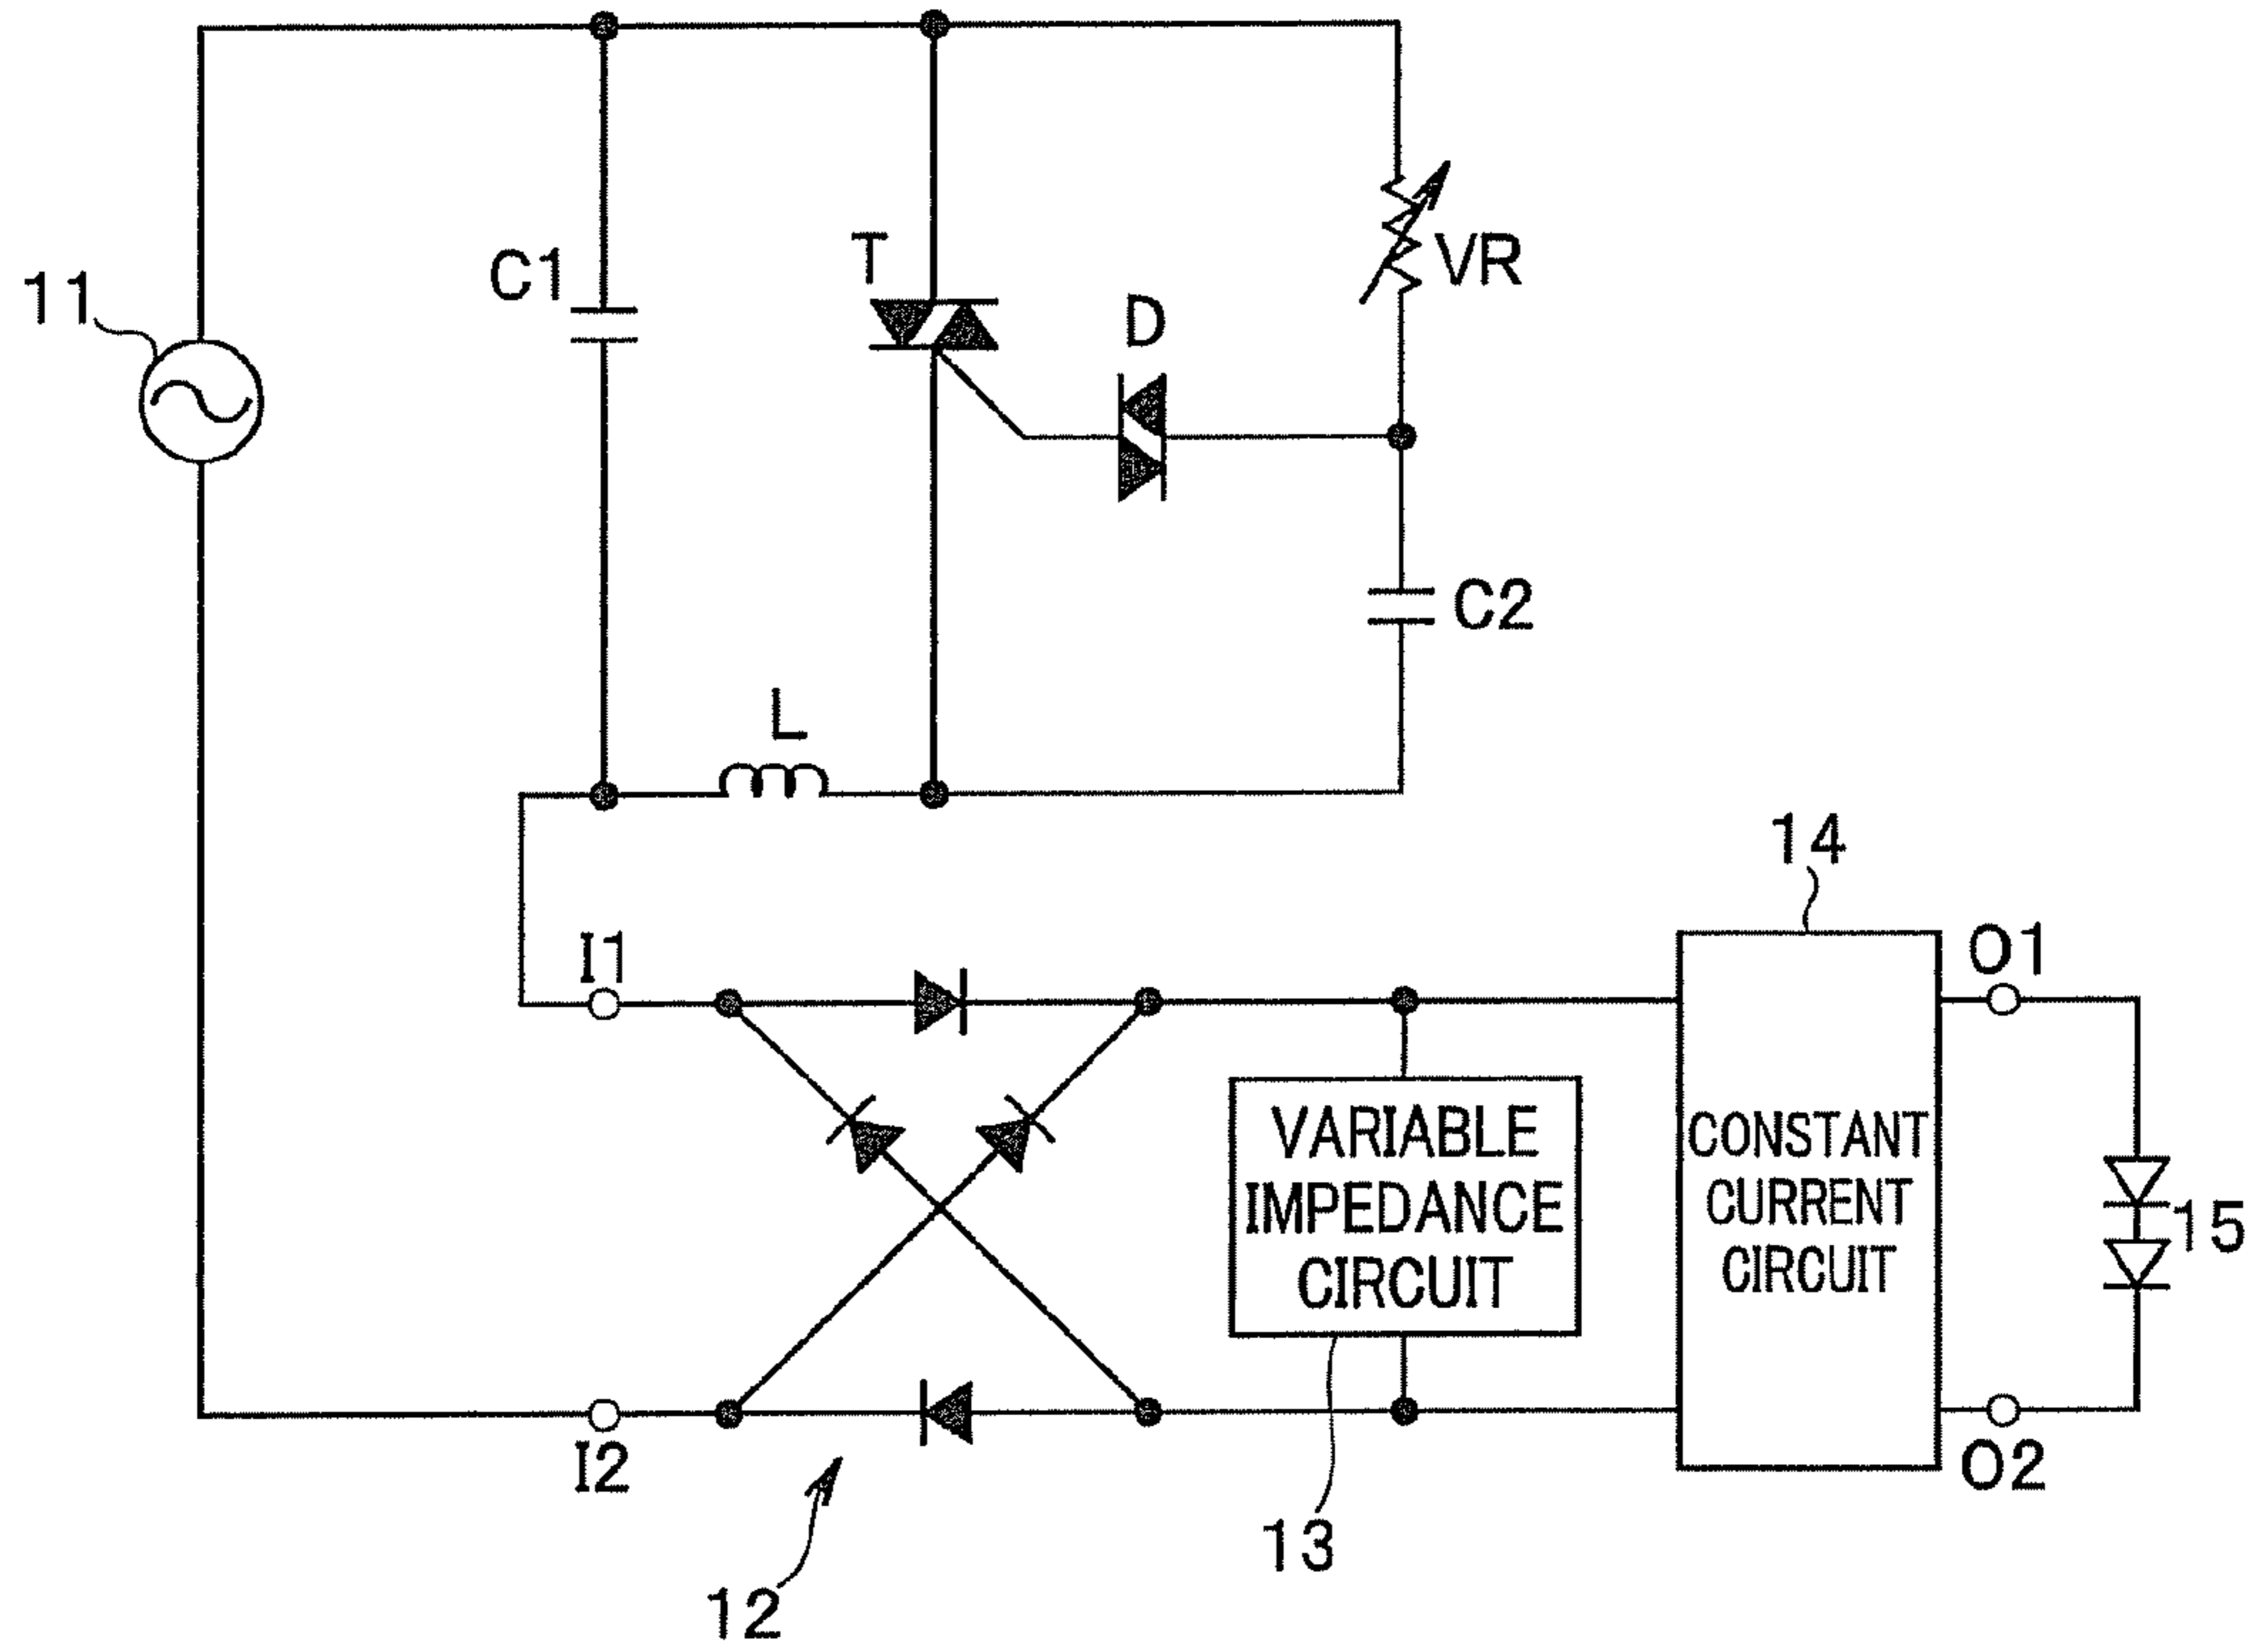 11
C1
T
VR
D
C2
L
14
I1
O1
VARIABLE
IMPEDANCE
CIRCUIT
CONSTANT
CURRENT
CIRCUIT
15
I2
O2
13
12